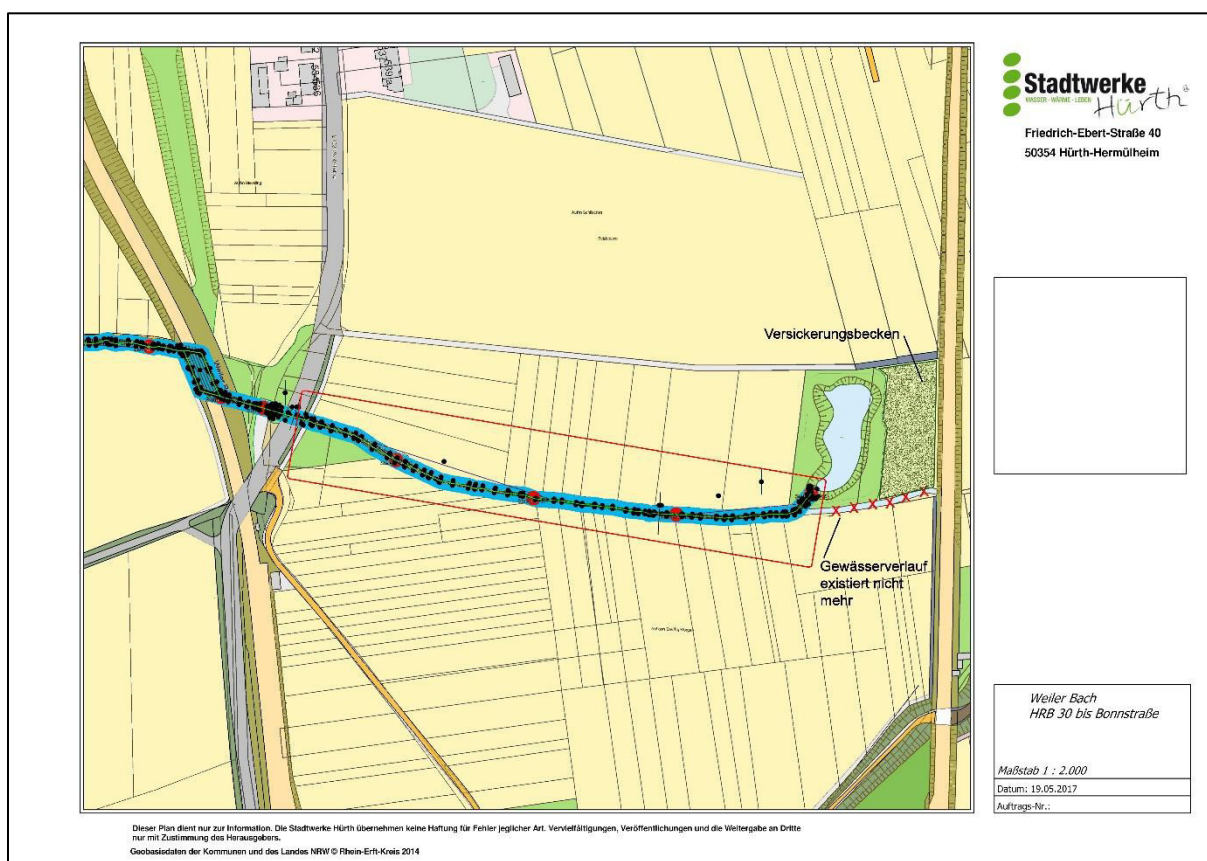 Stadtwerke
WASSER · WÄRME · LEBEN
Hürth
Friedrich-Ebert-Straße 40
50354 Hürth-Hermülheim
Versickerungsbecken
Gewässerverlauf
existiert nicht
mehr
Weiler Bach
HRB 30 bis Bonnstraße
Maßstab 1 : 2.000
Datum: 19.05.2017
Auftrags-Nr.:
Dieser Plan dient nur zur Information. Die Stadtwerke Hürth übernehmen keine Haftung für Fehler jeglicher Art. Vervielfältigungen, Veröffentlichungen und die Weitergabe an Dritte
nur mit Zustimmung des Herausgebers.
Geobasisdaten der Kommunen und des Landes NRW © Rhein-Erft-Kreis 2014